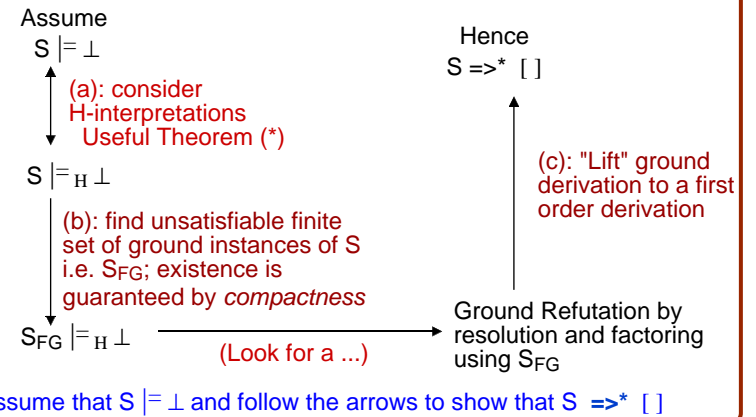 Assume
S |= ⊥
(a): consider
H-interpretations
Useful Theorem (*)
S |=H ⊥
(b): find unsatisfiable finite
set of ground instances of S
i.e. SFG; existence is
guaranteed by compactness
SFG |=H ⊥
(Look for a ...)
Hence
S =>* [ ]
(c): "Lift" ground
derivation to a first
order derivation
Ground Refutation by
resolution and factoring
using SFG
ssume that S |= ⊥ and follow the arrows to show that S =>* [ ]